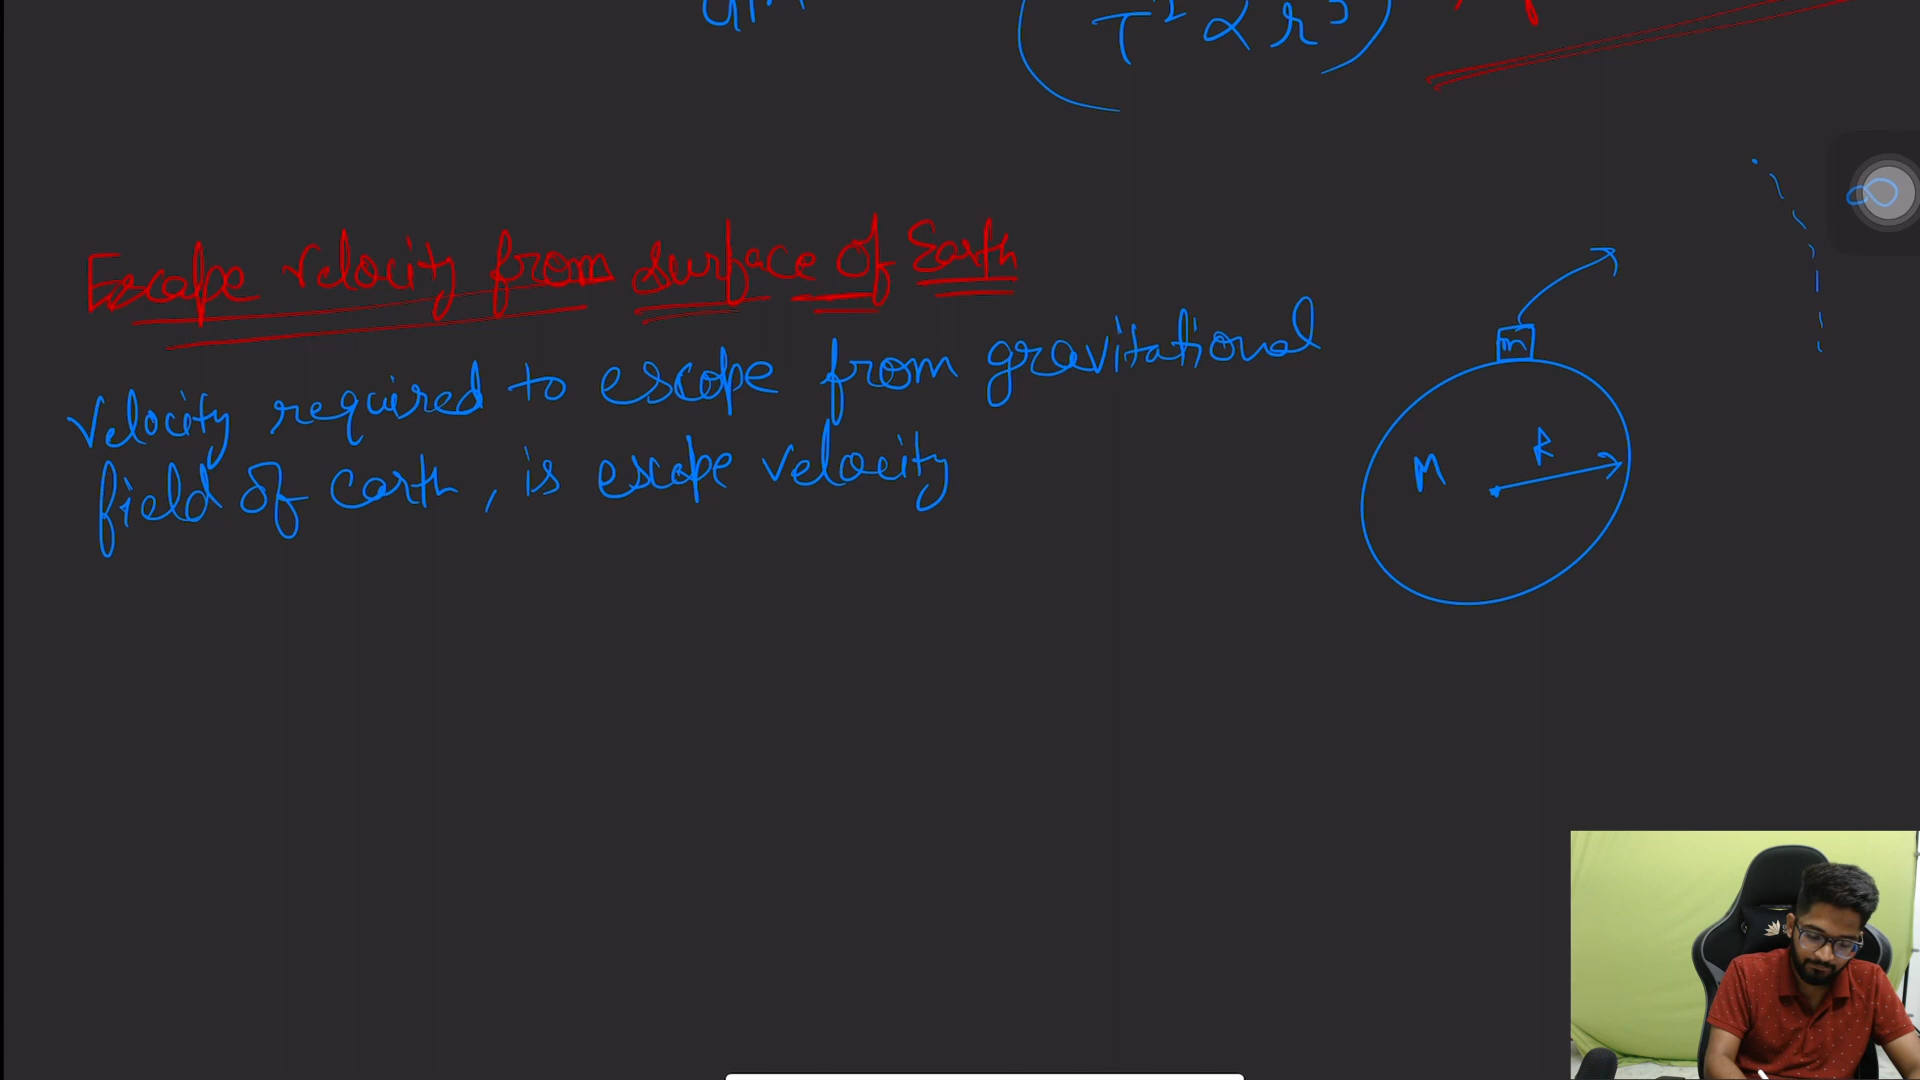 T² ∝ r³
Escape velocity from surface of Earth
Velocity required to escape from gravitational
field of earth, is escape velocity
∞
m
M
R